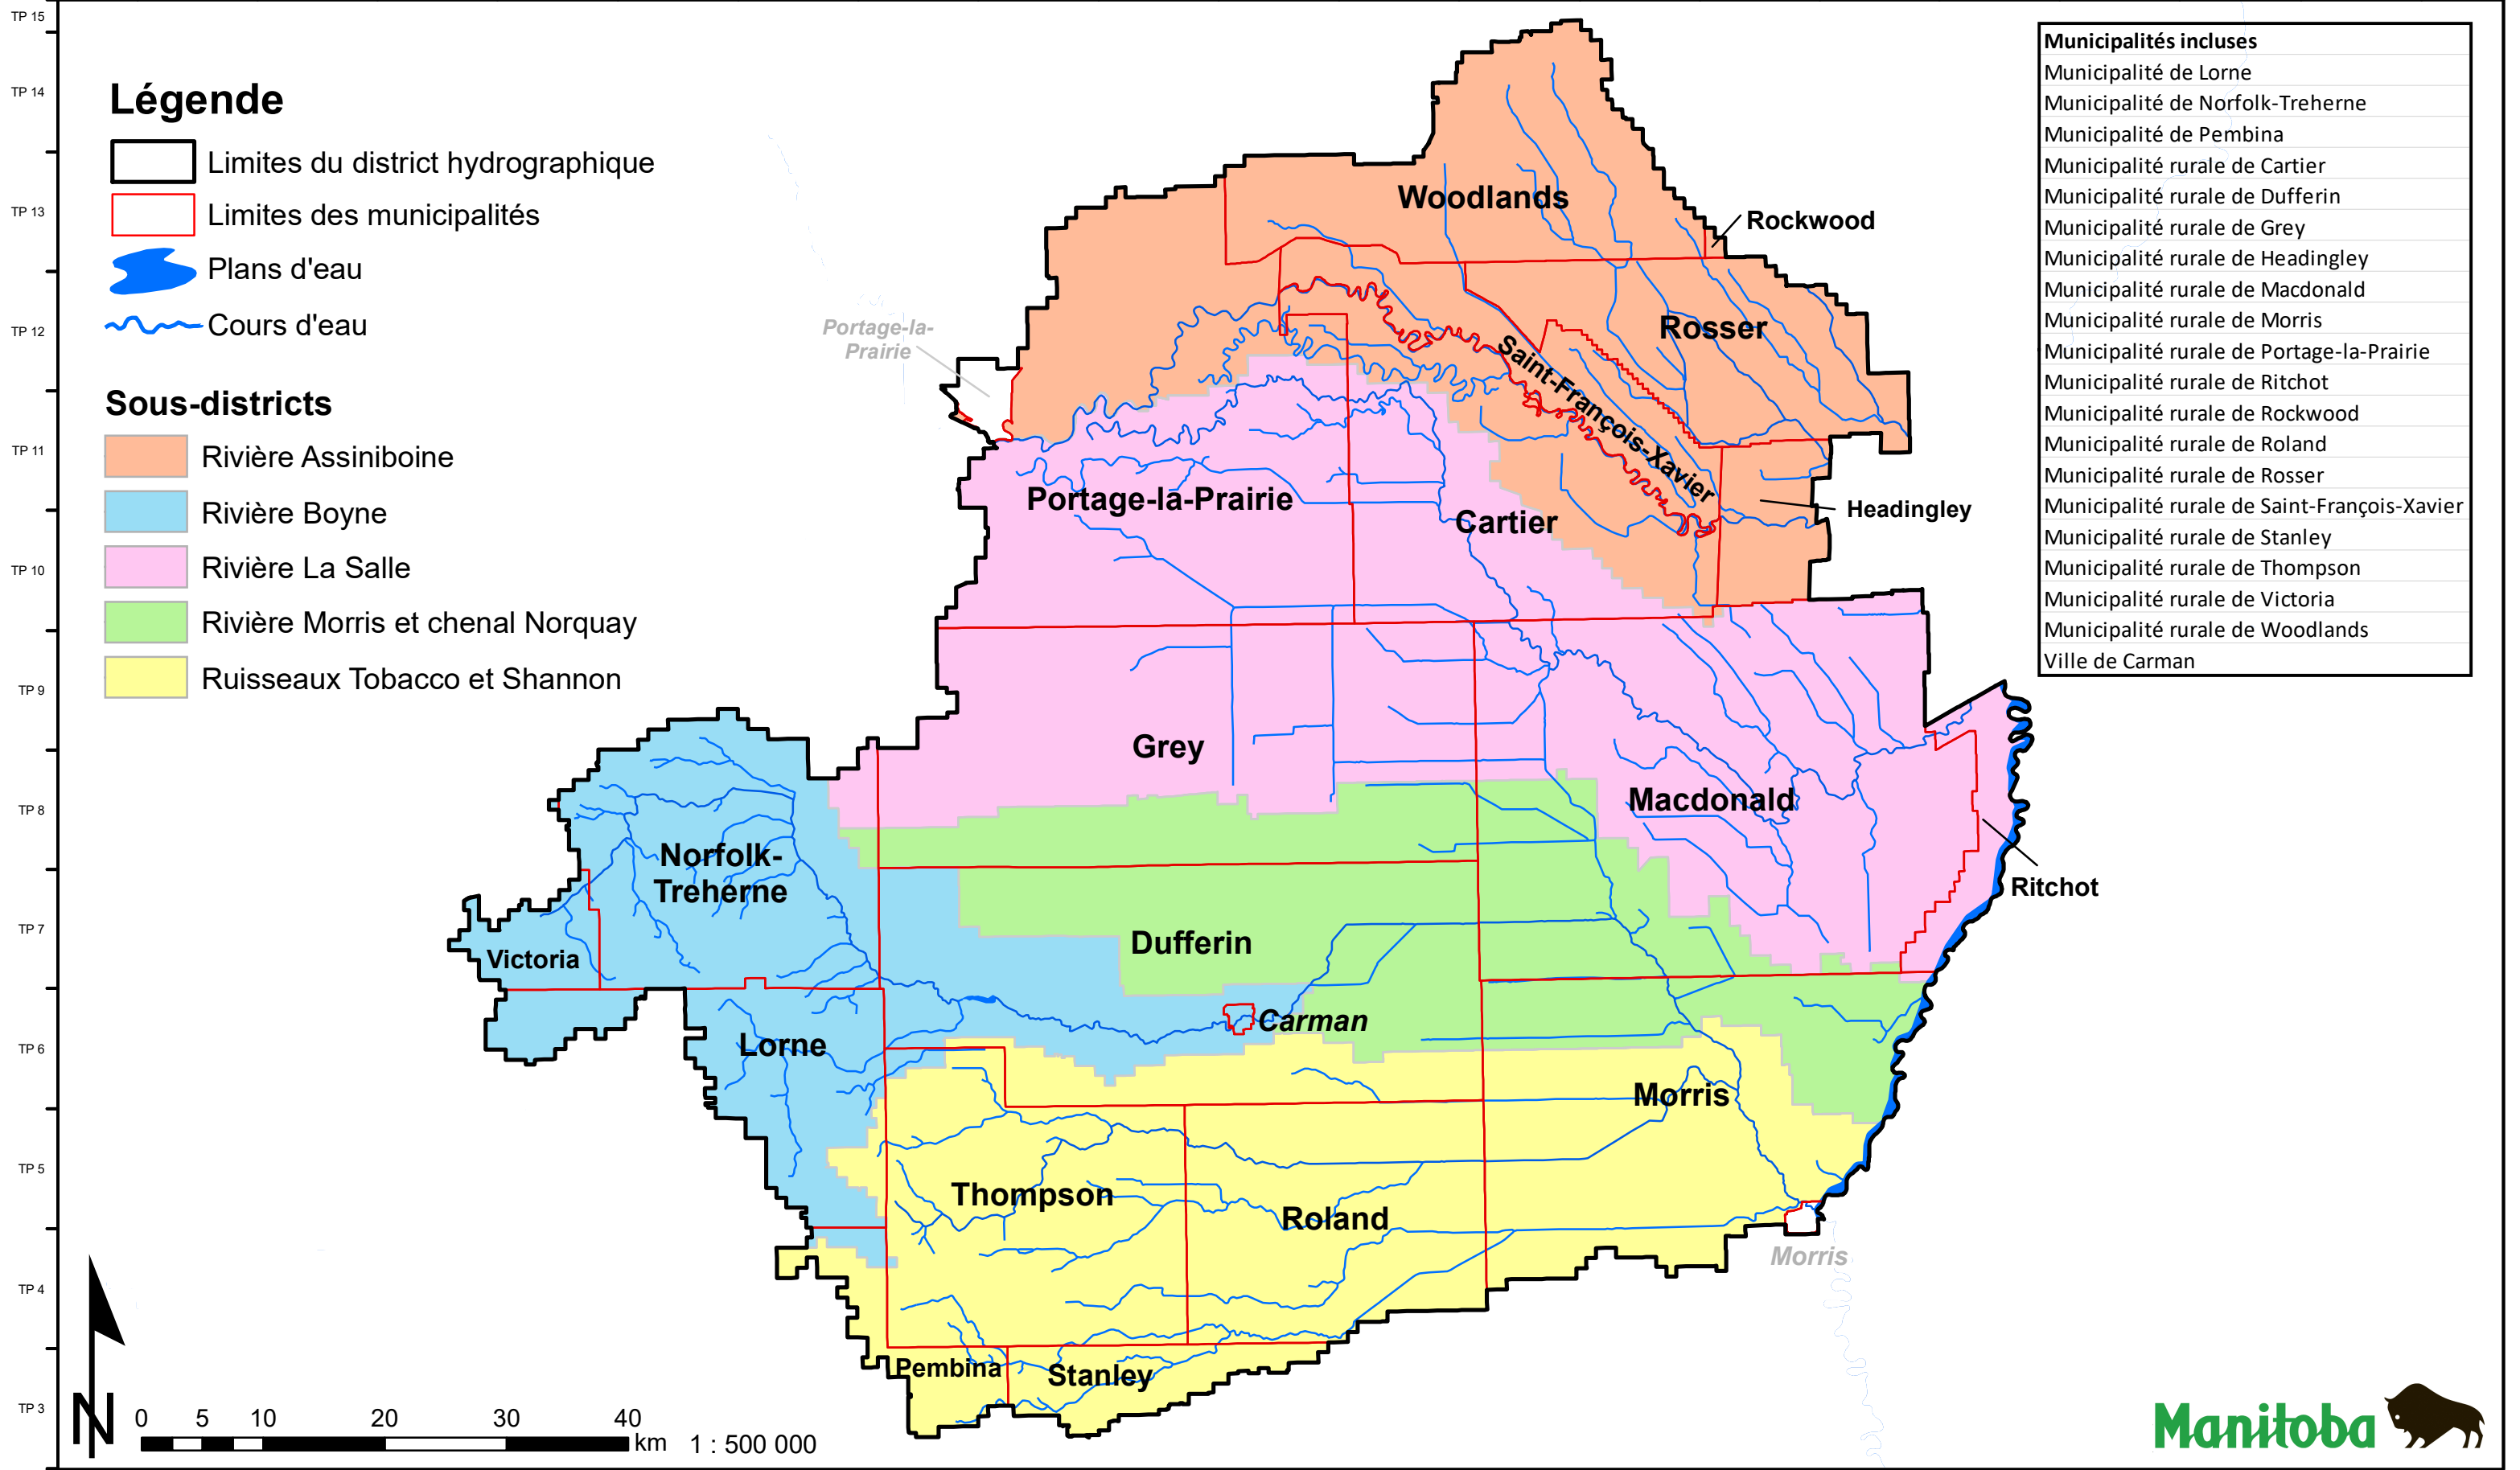 TP 15
TP 14
TP 13
TP 12
TP 11
TP 10
TP 9
TP 8
TP 7
TP 6
TP 5
TP 4
TP 3
Légende
Limites du district hydrographique
Limites des municipalités
Plans d'eau
Cours d'eau
Sous-districts
Rivière Assiniboine
Rivière Boyne
Rivière La Salle
Rivière Morris et chenal Norquay
Ruisseaux Tobacco et Shannon
Woodlands
Rockwood
Rosser
Portage-la-
Prairie
Saint-François-Xavier
Portage-la-Prairie
Cartier
Headingley
Grey
Macdonald
Norfolk-
Treherne
Ritchot
Victoria
Dufferin
Carman
Lorne
Morris
Thompson
Roland
Morris
Pembina
Stanley
Municipalités incluses
Municipalité de Lorne
Municipalité de Norfolk-Treherne
Municipalité de Pembina
Municipalité rurale de Cartier
Municipalité rurale de Dufferin
Municipalité rurale de Grey
Municipalité rurale de Headingley
Municipalité rurale de Macdonald
Municipalité rurale de Morris
Municipalité rurale de Portage-la-Prairie
Municipalité rurale de Ritchot
Municipalité rurale de Rockwood
Municipalité rurale de Roland
Municipalité rurale de Rosser
Municipalité rurale de Saint-François-Xavier
Municipalité rurale de Stanley
Municipalité rurale de Thompson
Municipalité rurale de Victoria
Municipalité rurale de Woodlands
Ville de Carman
N
0 5 10 20 30 40
km 1 : 500 000
Manitoba